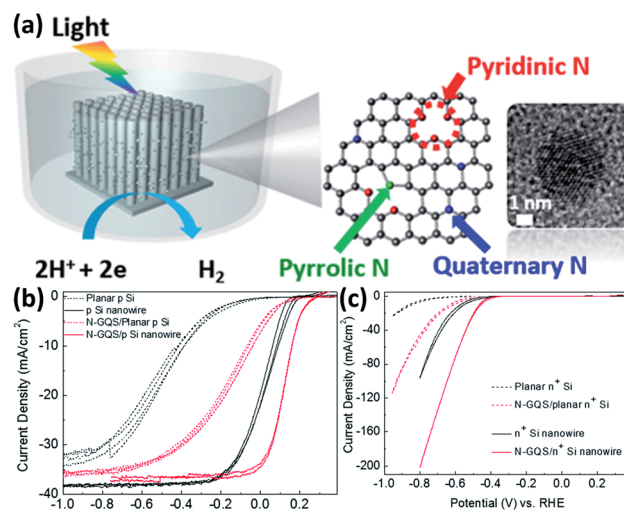 (a)
Light
2H⁺ + 2e
H₂
Pyridinic N
Pyrrolic N
Quaternary N
1 nm
(b)
Planar p Si
p Si nanowire
N-GQS/Planar p Si
N-GQS/p Si nanowire
Current Density (mA/cm²)
0
-10
-20
-30
-40
-1.0
-0.8
-0.6
-0.4
-0.2
0.0
0.2
(c)
Planar n⁺ Si
N-GQS/planar n⁺ Si
n⁺ Si nanowire
N-GQS/n⁺ Si nanowire
Current Density (mA/cm²)
0
-40
-80
-120
-160
-200
-1.0
-0.8
-0.6
-0.4
-0.2
0.0
0.2
Potential (V) vs. RHE